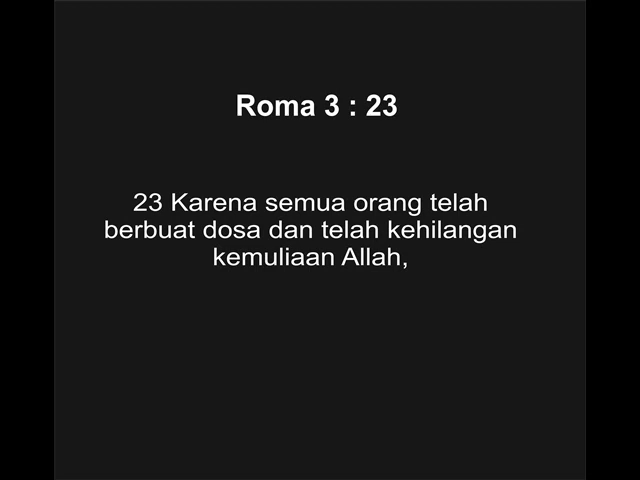 Roma 3 : 23
23 Karena semua orang telah
berbuat dosa dan telah kehilangan
kemuliaan Allah,